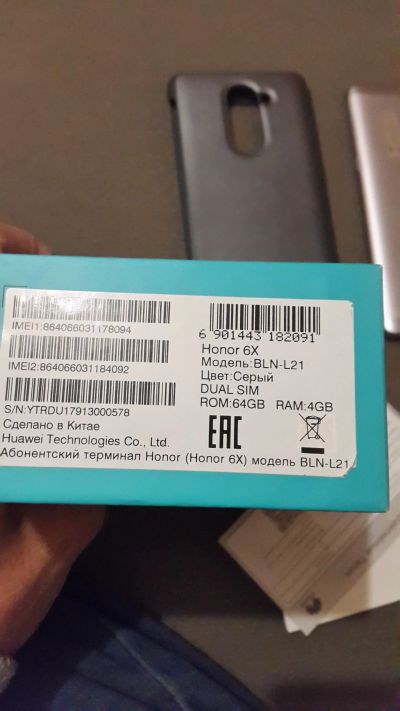 IMEI1:864066031178094
IMEI2:864066031184092
S/N:YTRDU17913000578
6 901443 182091
Honor 6X
Модель:BLN-L21
Цвет:Серый
DUAL SIM
ROM:64GB RAM:4GB
Сделано в Китае
Huawei Technologies Co., Ltd.
EAC
Абонентский терминал Honor (Honor 6X) модель BLN-L21